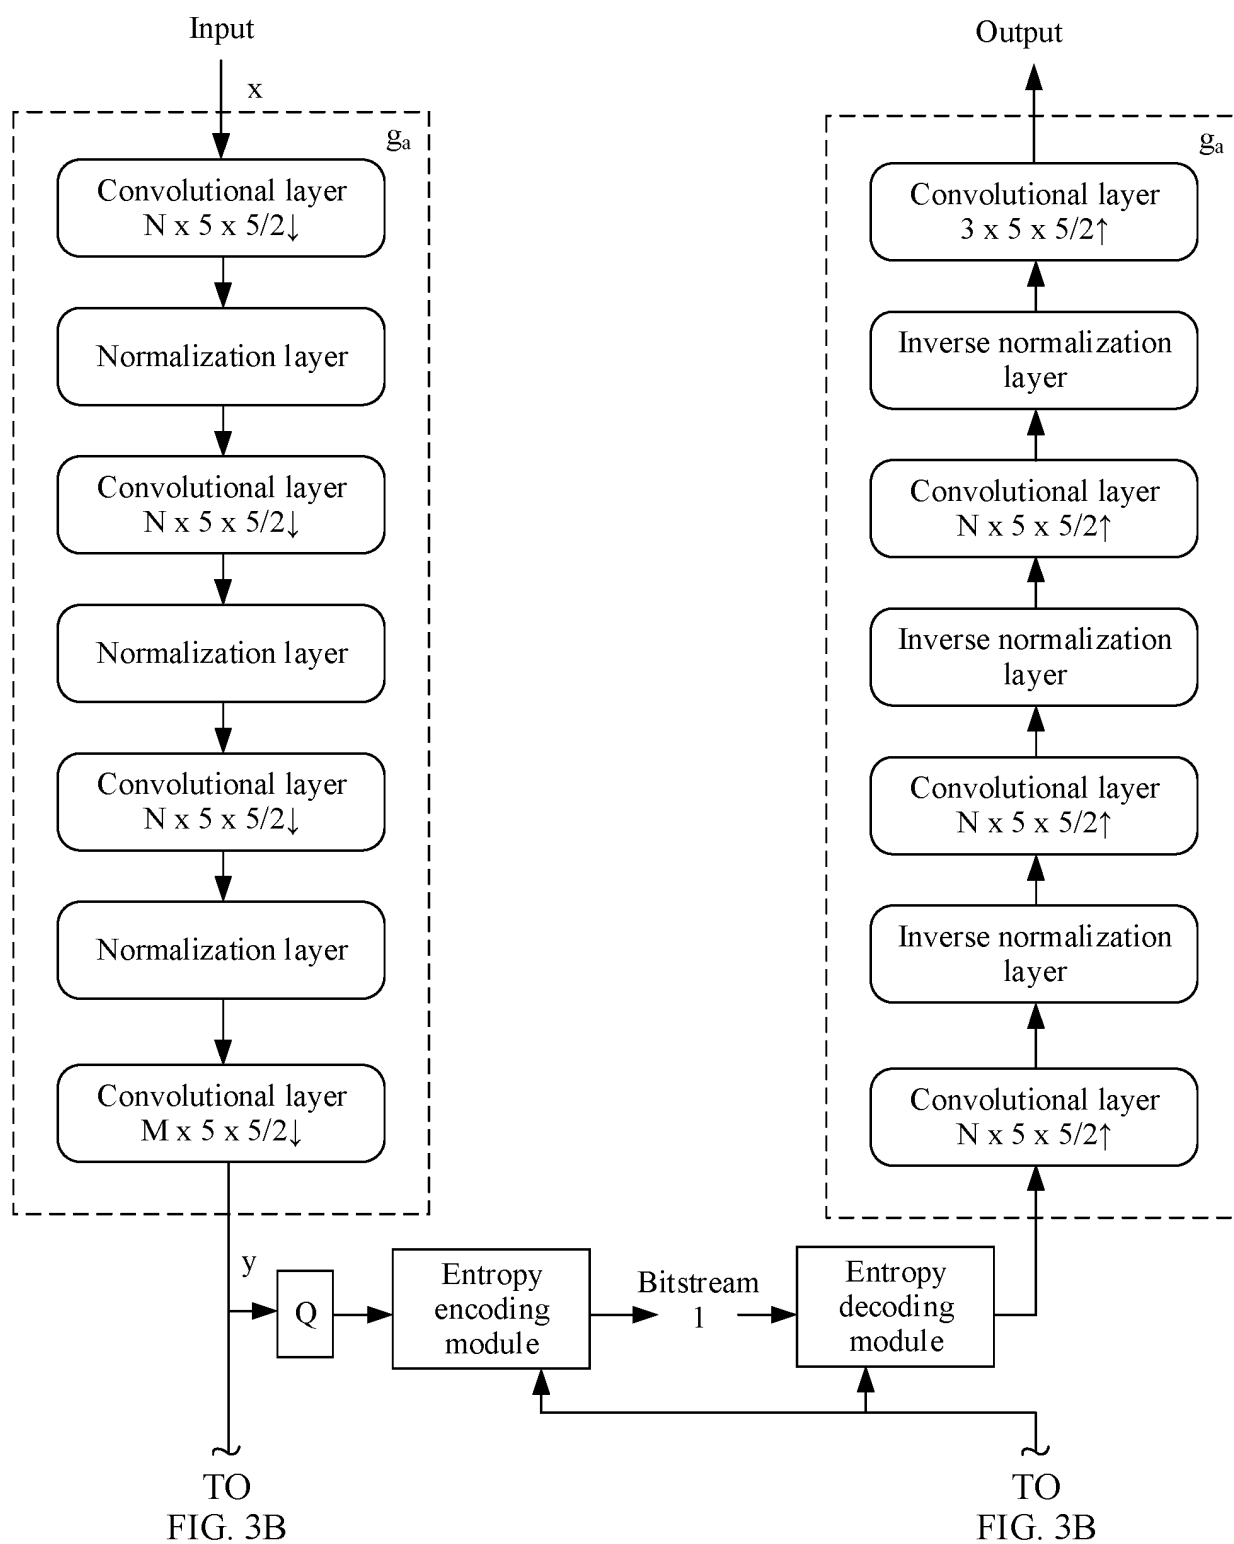 Input
x
gₐ
Convolutional layer
N x 5 x 5/2↓
Normalization layer
Convolutional layer
N x 5 x 5/2↓
Normalization layer
Convolutional layer
N x 5 x 5/2↓
Normalization layer
Convolutional layer
M x 5 x 5/2↓
y
Q
Entropy
encoding
module
Bitstream
1
Entropy
decoding
module
Output
gₐ
Convolutional layer
3 x 5 x 5/2↑
Inverse normalization
layer
Convolutional layer
N x 5 x 5/2↑
Inverse normalization
layer
Convolutional layer
N x 5 x 5/2↑
Inverse normalization
layer
Convolutional layer
N x 5 x 5/2↑
TO
FIG. 3B
TO
FIG. 3B